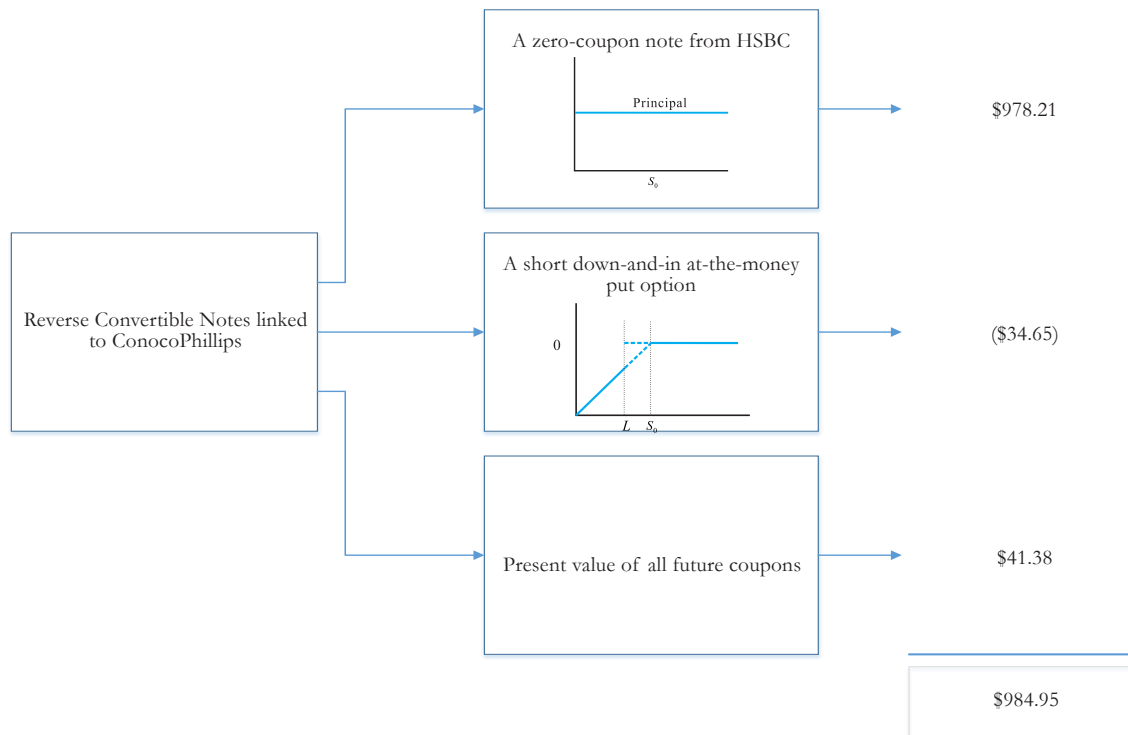 A zero-coupon note from HSBC
Principal
S₀
$978.21
Reverse Convertible Notes linked
to ConocoPhillips
A short down-and-in at-the-money
put option
0
L S₀
($34.65)
Present value of all future coupons
$41.38
$984.95